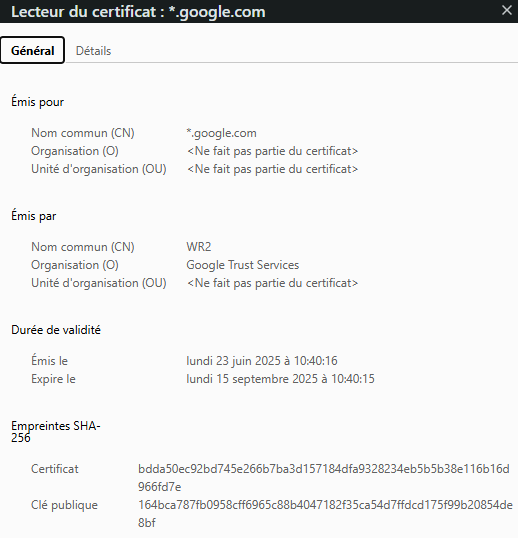 Lecteur du certificat : *.google.com
Général Détails
Émis pour
Nom commun (CN) *.google.com
Organisation (O) <Ne fait pas partie du certificat>
Unité d'organisation (OU) <Ne fait pas partie du certificat>
Émis par
Nom commun (CN) WR2
Organisation (O) Google Trust Services
Unité d'organisation (OU) <Ne fait pas partie du certificat>
Durée de validité
Émis le lundi 23 juin 2025 à 10:40:16
Expire le lundi 15 septembre 2025 à 10:40:15
Empreintes SHA-
256
Certificat bdda50ec92bd745e266b7ba3d157184dfa9328234eb5b5b38e116b16d
966fd7e
Clé publique 164bca787fb0958cff6965c88b4047182f35ca54d7ffdcd175f99b20854de
8bf